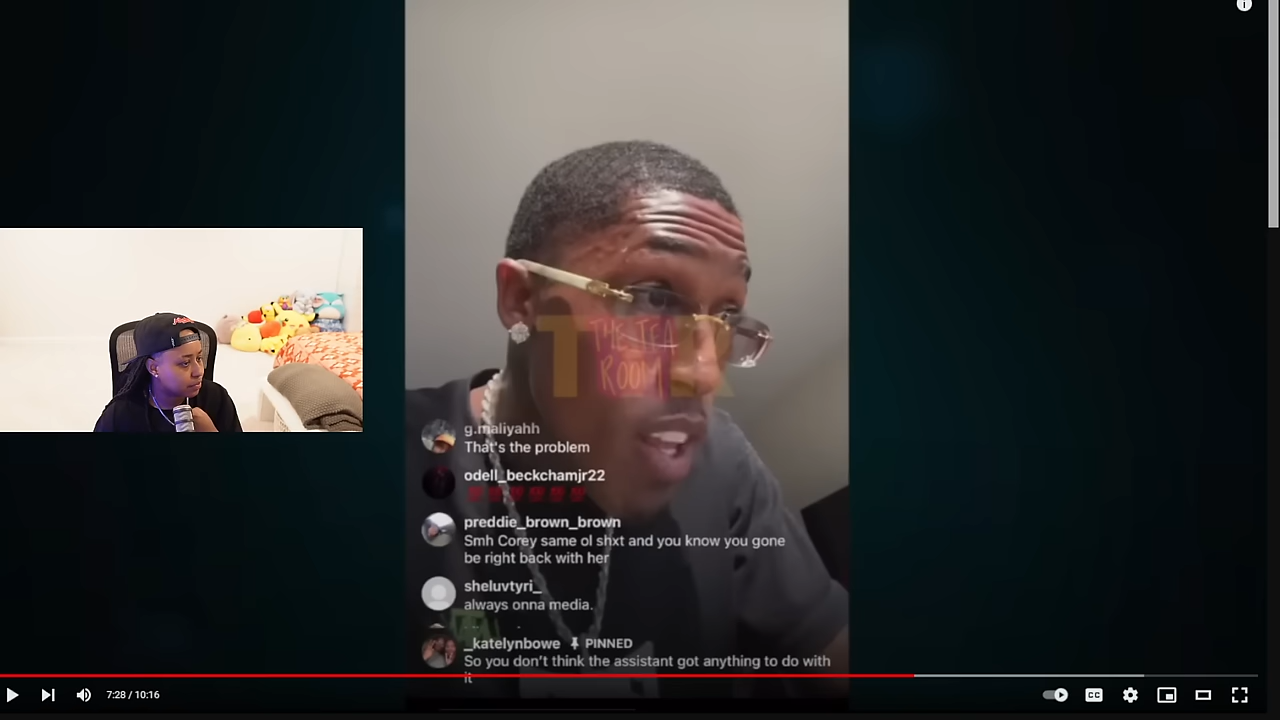 THE TEA
ROOM
g.maliyahh
That's the problem
odell_beckchamjr22
preddie_brown_brown
Smh Corey same ol shxt and you know you gone
be right back with her
sheluvtyri_
always onna media.
_katelynbowe PINNED
So you don't think the assistant got anything to do with
it
7:28 / 10:16
CC